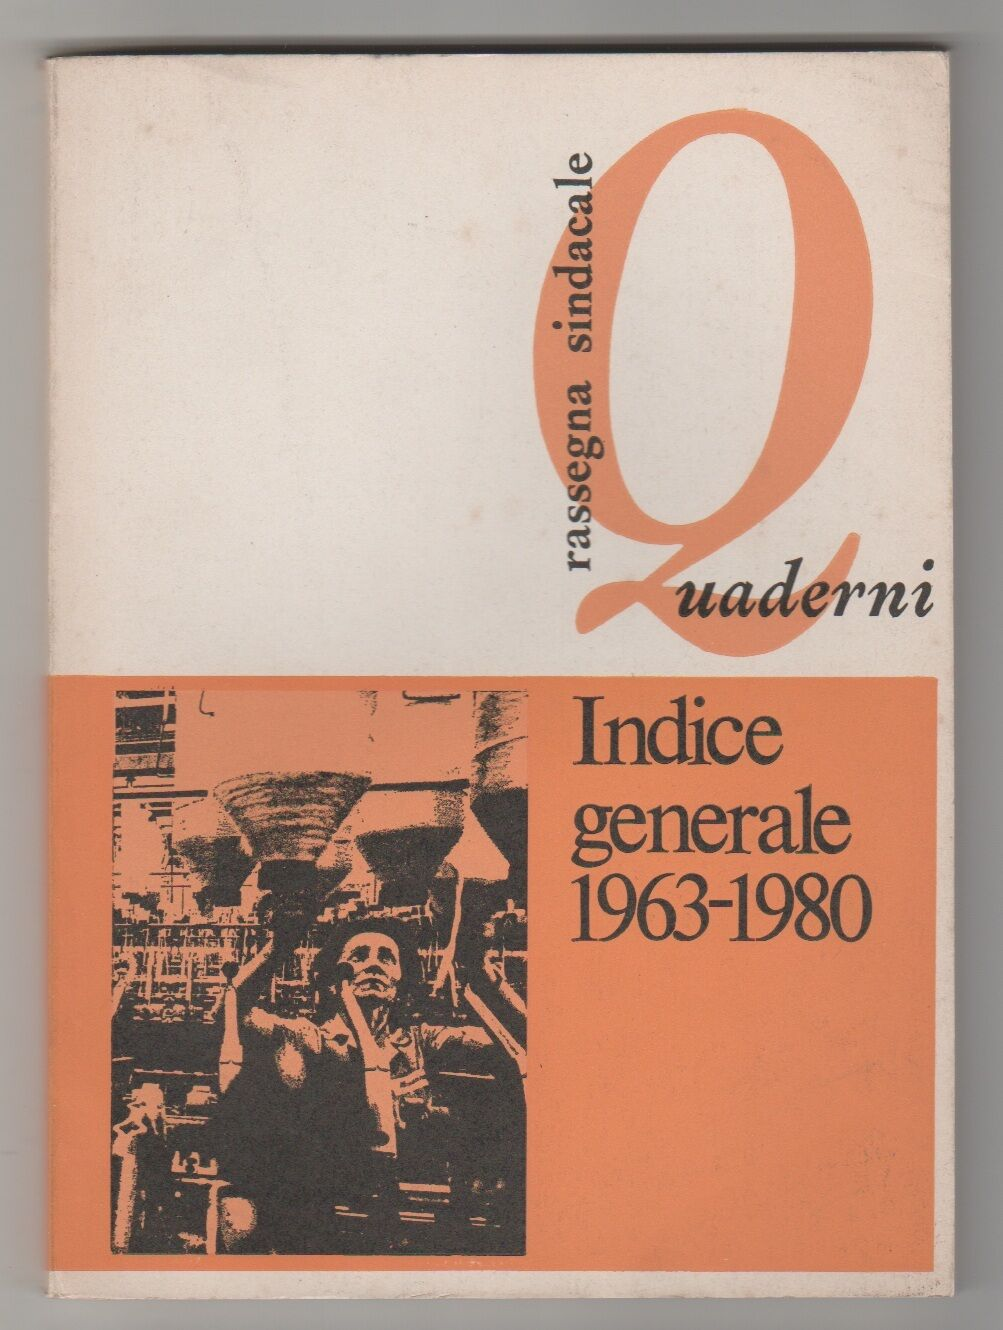 rassegna sindacale
Quaderni
Indice
generale
1963-1980